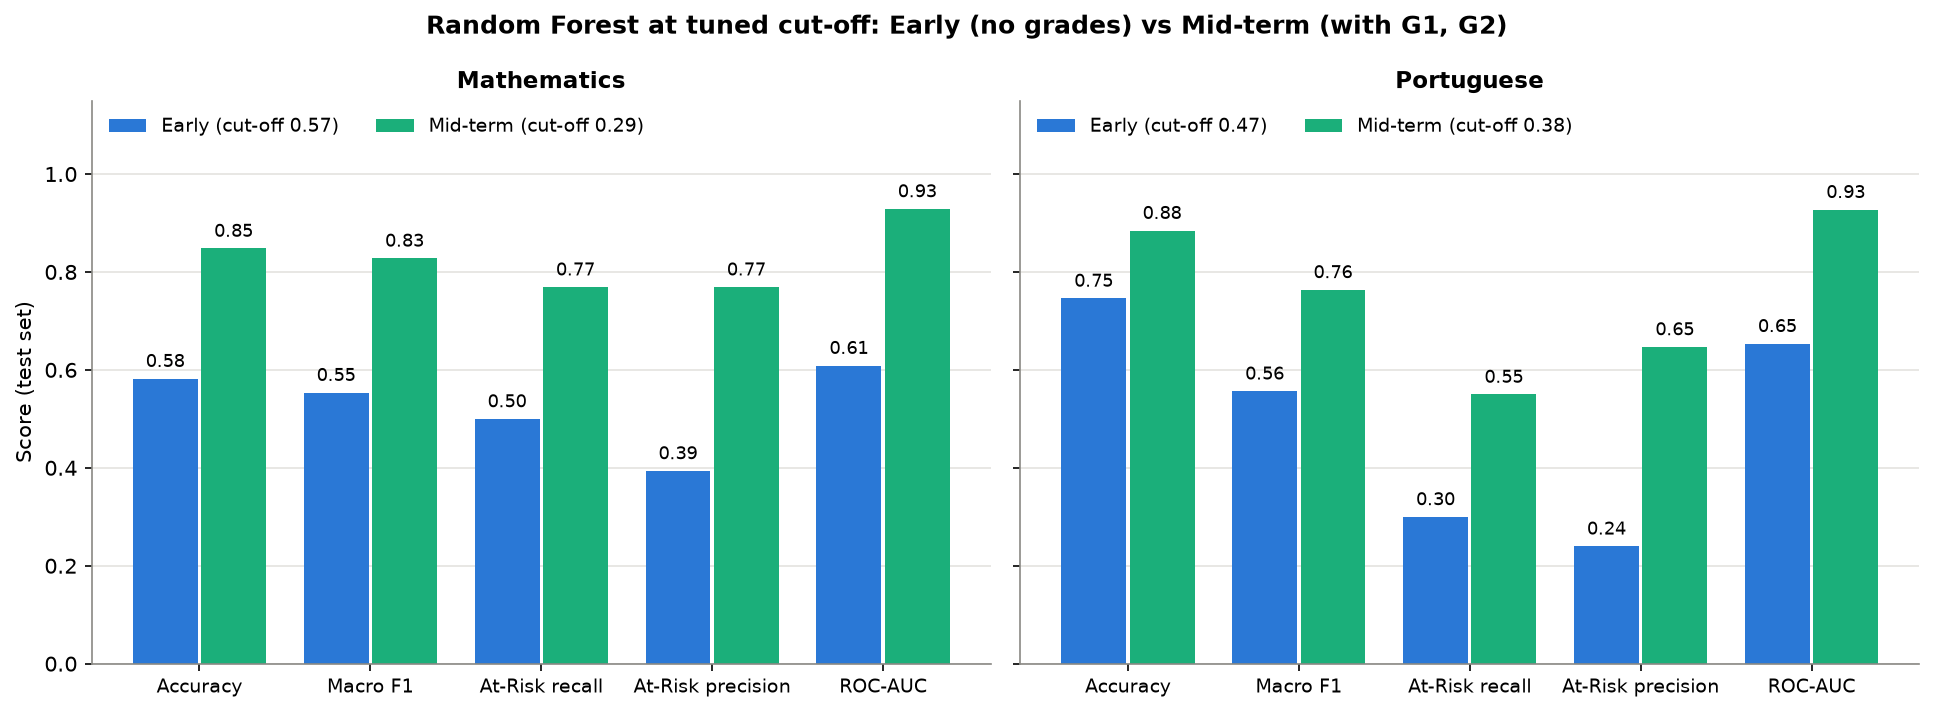 Random Forest at tuned cut-off: Early (no grades) vs Mid-term (with G1, G2)
Mathematics
Early (cut-off 0.57) Mid-term (cut-off 0.29)
Score (test set)
1.0
0.8
0.6
0.4
0.2
0.0
0.58 0.85 0.55 0.83 0.50 0.77 0.39 0.77 0.61 0.93
Accuracy Macro F1 At-Risk recall At-Risk precision ROC-AUC
Portuguese
Early (cut-off 0.47) Mid-term (cut-off 0.38)
0.75 0.88 0.56 0.76 0.30 0.55 0.24 0.65 0.65 0.93
Accuracy Macro F1 At-Risk recall At-Risk precision ROC-AUC